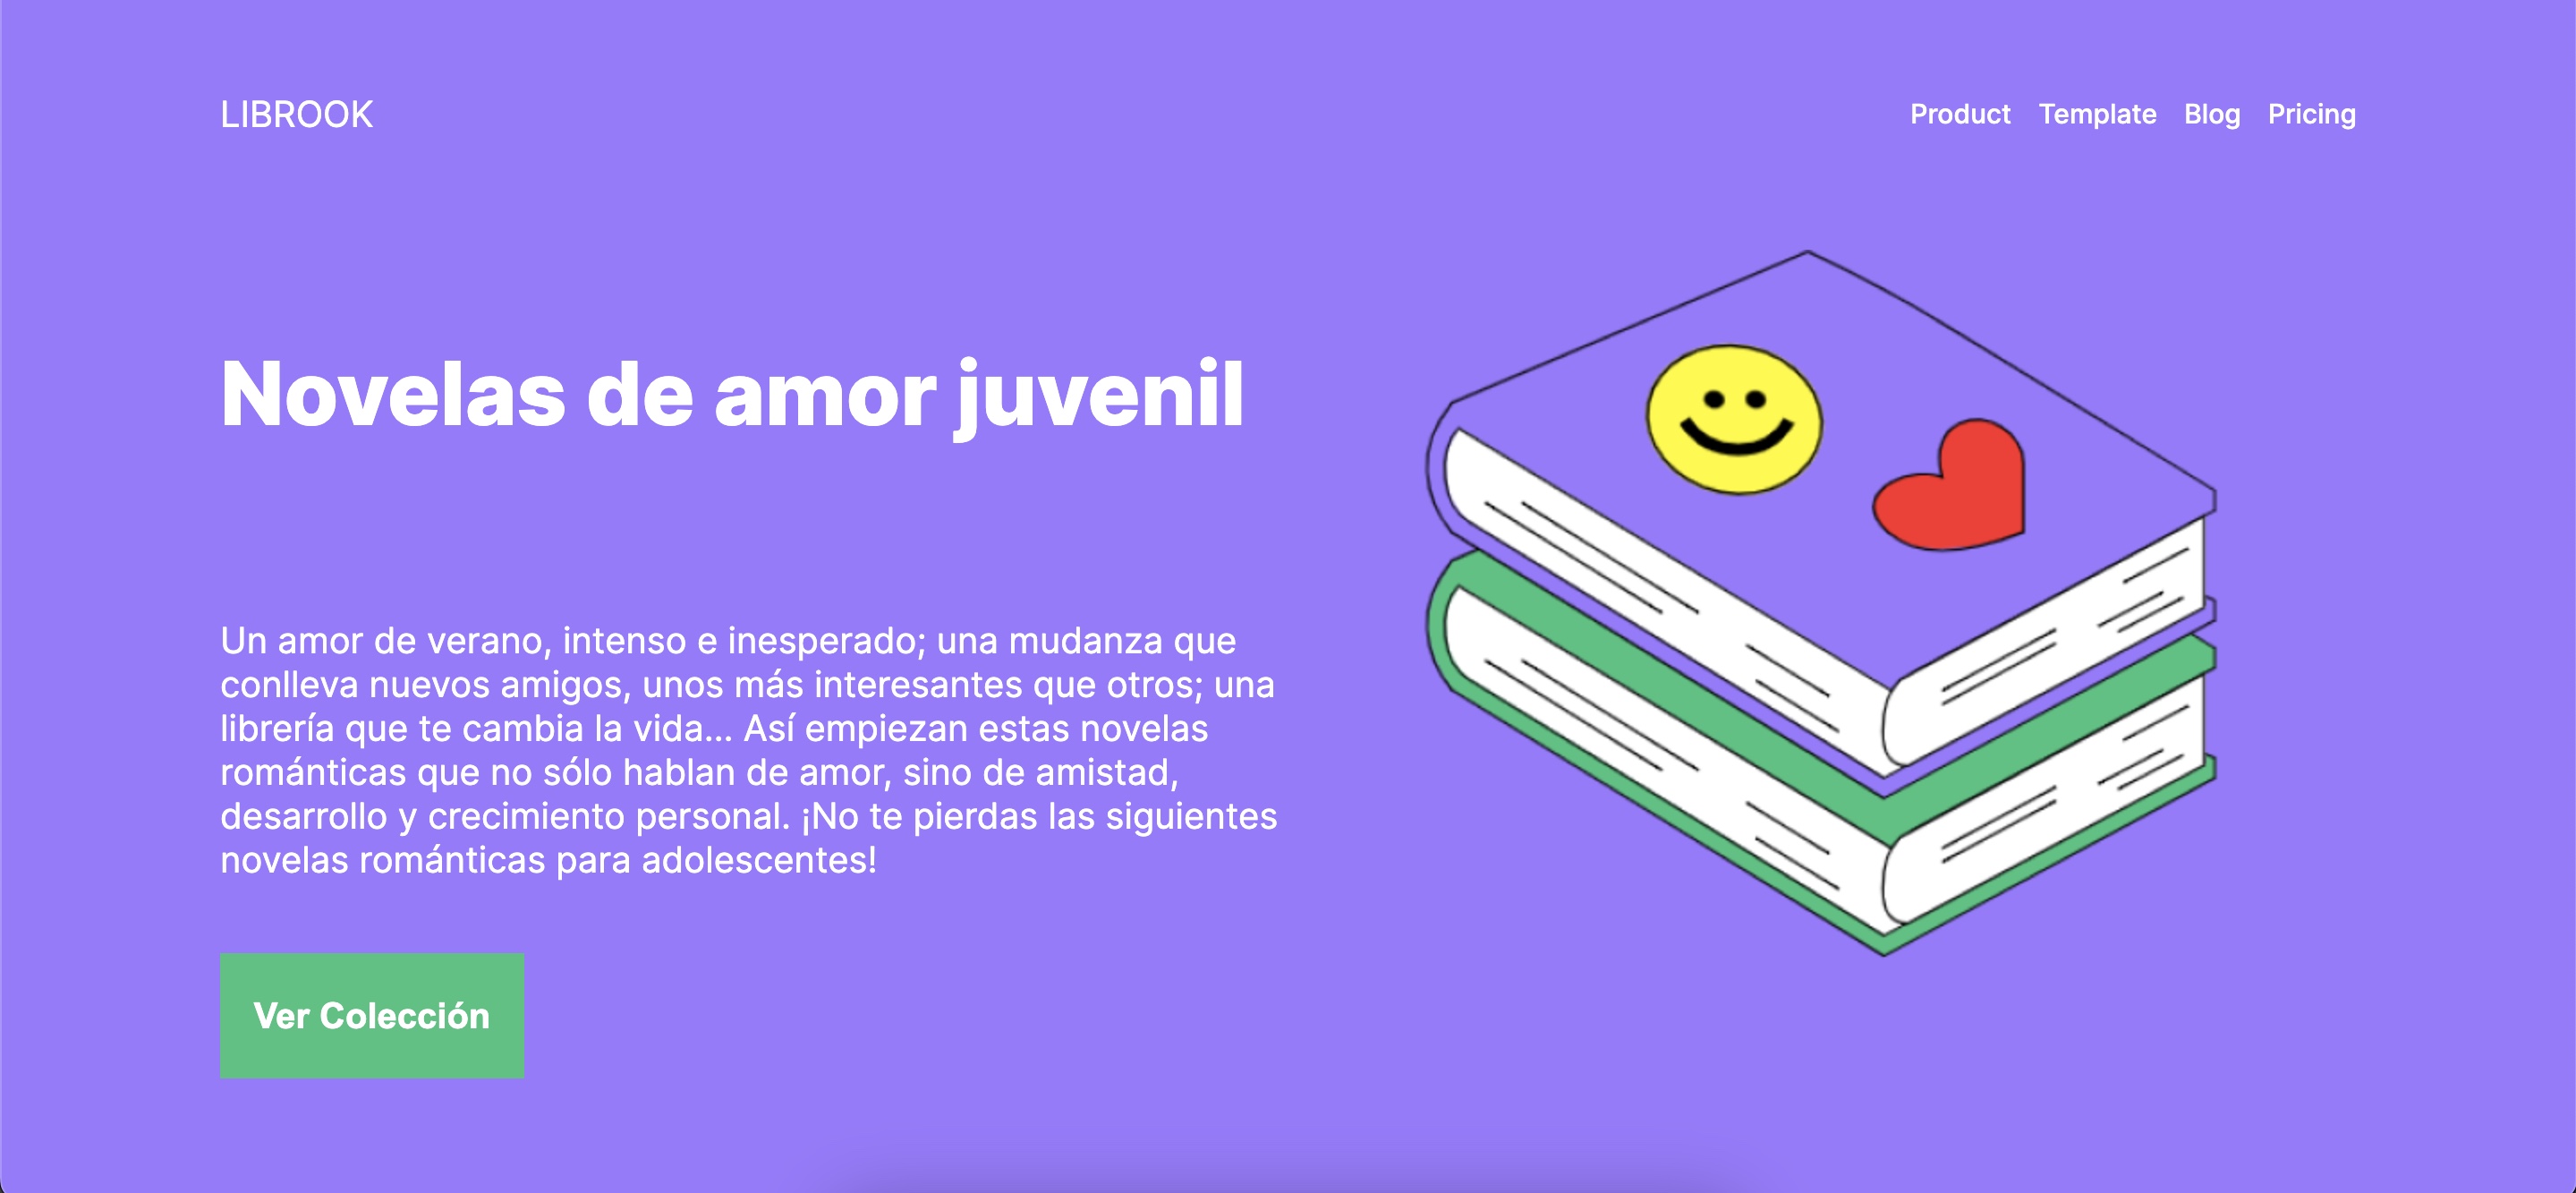 LIBROOK
Product Template Blog Pricing
Novelas de amor juvenil
Un amor de verano, intenso e inesperado; una mudanza que
conlleva nuevos amigos, unos más interesantes que otros; una
librería que te cambia la vida... Así empiezan estas novelas
románticas que no sólo hablan de amor, sino de amistad,
desarrollo y crecimiento personal. ¡No te pierdas las siguientes
novelas románticas para adolescentes!
Ver Colección